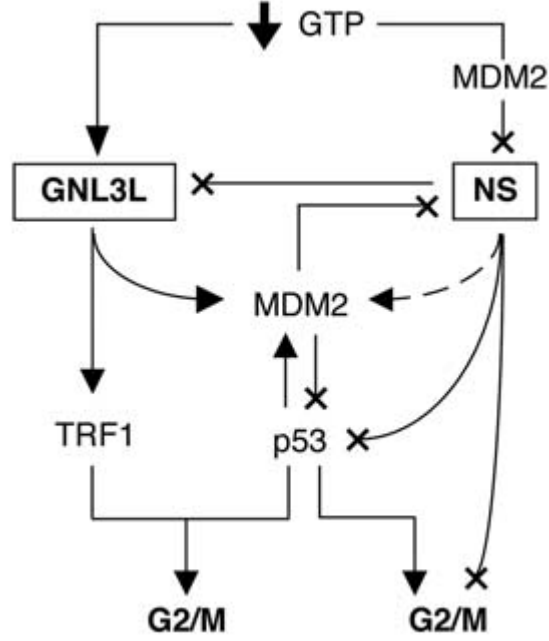 GTP
MDM2
GNL3L
NS
MDM2
TRF1
p53
G2/M
G2/M